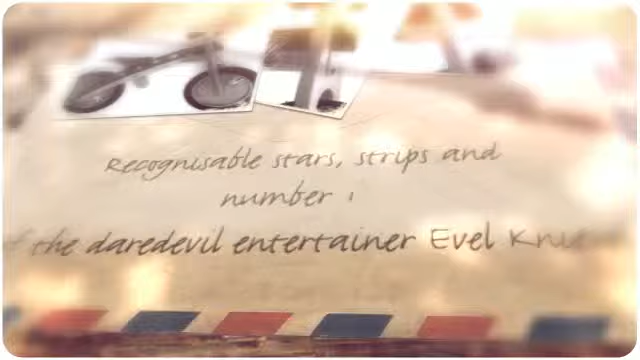 Recognisable stars, strips and
number 1
the daredevil entertainer Evel